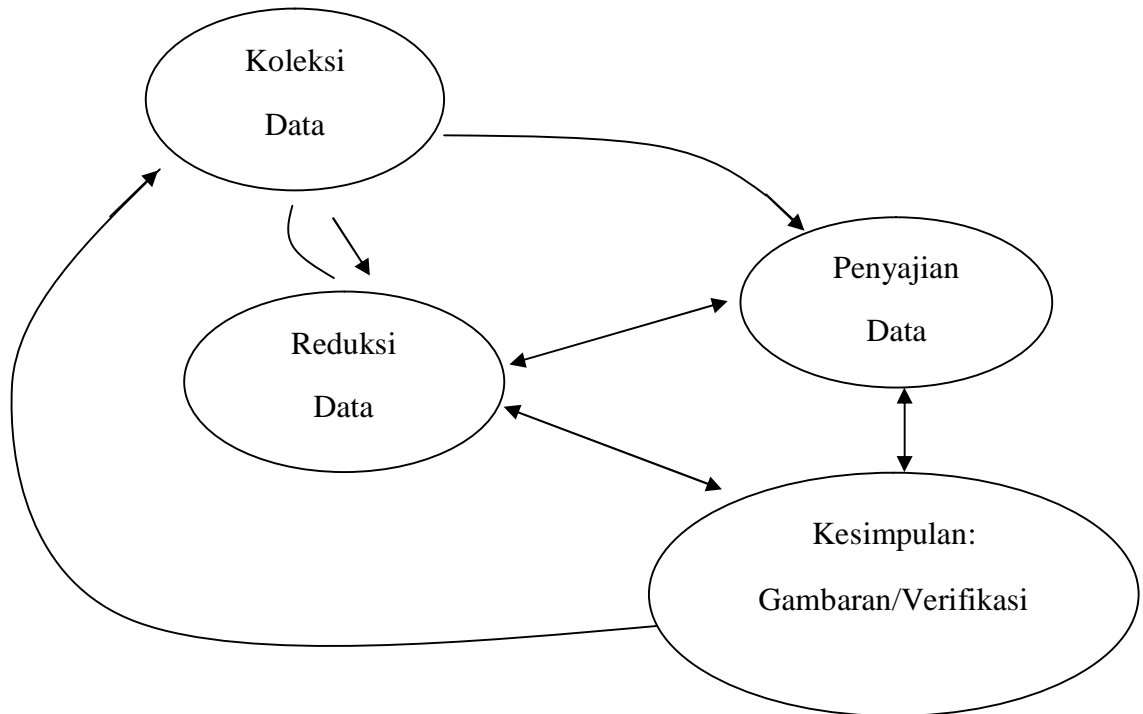 Koleksi
Data
Penyajian
Data
Reduksi
Data
Kesimpulan:
Gambaran/Verifikasi